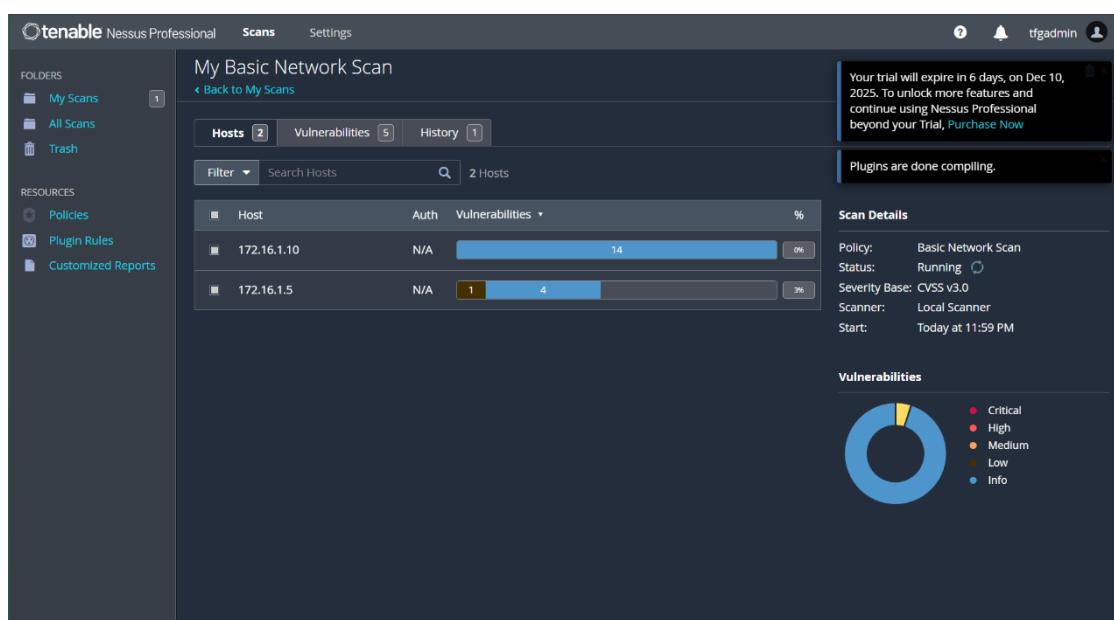 tenable Nessus Professional
Scans
Settings
tfgadmin
FOLDERS
My Scans 1
All Scans
Trash
RESOURCES
Policies
Plugin Rules
Customized Reports
My Basic Network Scan
Back to My Scans
Hosts 2 Vulnerabilities 5 History 1
Filter Search Hosts 2 Hosts
Host Auth Vulnerabilities %
172.16.1.10 N/A 14 0%
172.16.1.5 N/A 1 4 3%
Your trial will expire in 6 days, on Dec 10,
2025. To unlock more features and
continue using Nessus Professional
beyond your Trial, Purchase Now
Plugins are done compiling.
Scan Details
Policy: Basic Network Scan
Status: Running
Severity Base: CVSS v3.0
Scanner: Local Scanner
Start: Today at 11:59 PM
Vulnerabilities
Critical
High
Medium
Low
Info